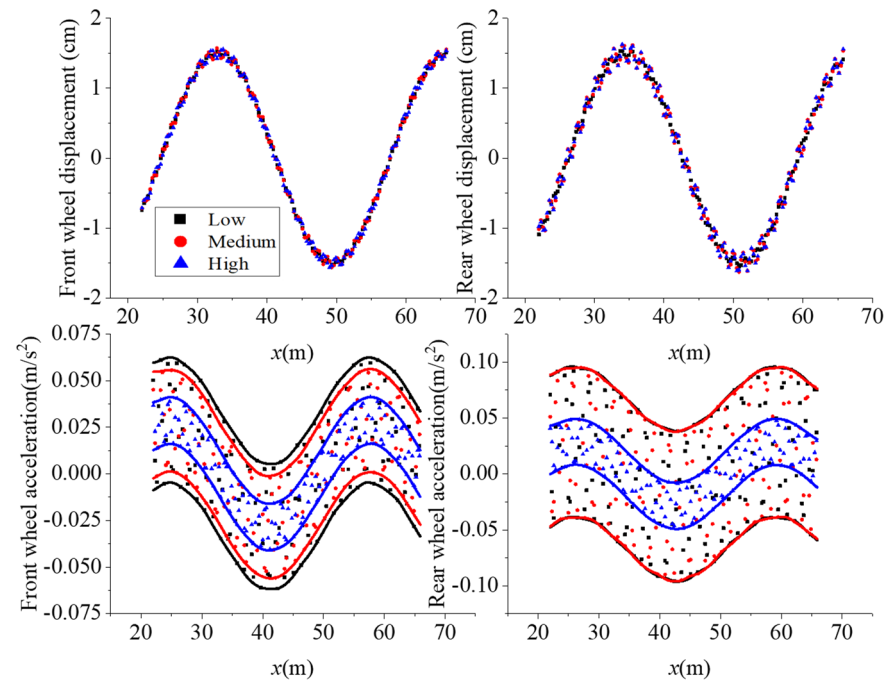 Front wheel displacement (cm)
2
1
0
-1
-2
Low
Medium
High
20 30 40 50 60 70
x(m)
Rear wheel displacement (cm)
2
1
0
-1
-2
20 30 40 50 60 70
x(m)
Front wheel acceleration(m/s²)
0.075
0.050
0.025
0.000
-0.025
-0.050
-0.075
20 30 40 50 60 70
x(m)
Rear wheel acceleration(m/s²)
0.10
0.05
0.00
-0.05
-0.10
20 30 40 50 60 70
x(m)